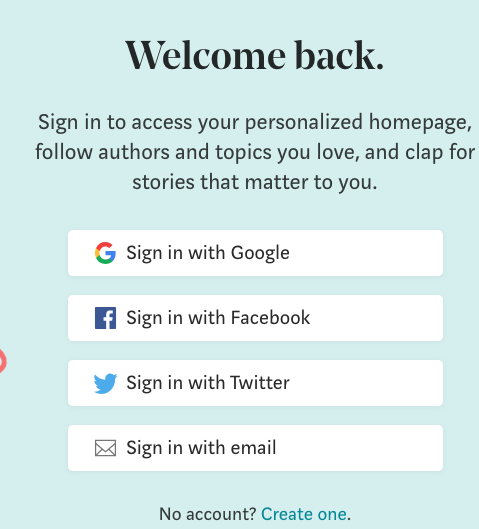 Welcome back.
Sign in to access your personalized homepage,
follow authors and topics you love, and clap for
stories that matter to you.
Sign in with Google
Sign in with Facebook
Sign in with Twitter
Sign in with email
No account? Create one.